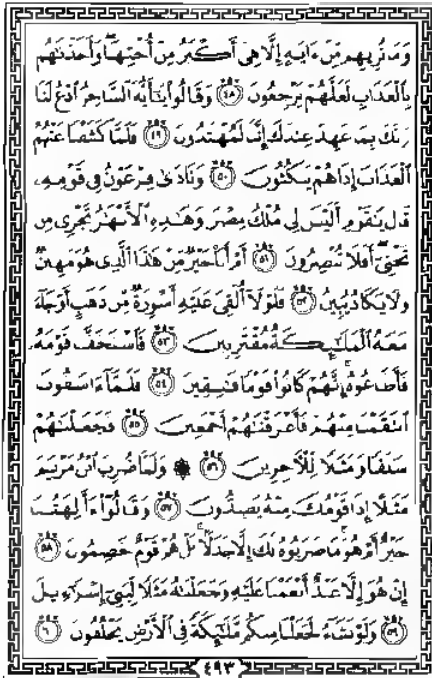 وَمَا نُرِيهِم مِّنْ ءَايَةٍ إِلَّا هِىَ أَكْبَرُ مِنْ أُخْتِهَا وَأَخَذْنَٰهُم
بِٱلْعَذَابِ لَعَلَّهُمْ يَرْجِعُونَ ﴿٤٨﴾ وَقَالُوا۟ يَٰٓأَيُّهَ ٱلسَّاحِرُ ٱدْعُ لَنَا
رَبَّكَ بِمَا عَهِدَ عِندَكَ إِنَّنَا لَمُهْتَدُونَ ﴿٤٩﴾ فَلَمَّا كَشَفْنَا عَنْهُمُ
ٱلْعَذَابَ إِذَا هُمْ يَنكُثُونَ ﴿٥٠﴾ وَنَادَىٰ فِرْعَوْنُ فِى قَوْمِهِۦ
قَالَ يَٰقَوْمِ أَلَيْسَ لِى مُلْكُ مِصْرَ وَهَٰذِهِ ٱلْأَنْهَٰرُ تَجْرِى مِن
تَحْتِىٓ أَفَلَا تُبْصِرُونَ ﴿٥١﴾ أَمْ أَنَا۠ خَيْرٌ مِّنْ هَٰذَا ٱلَّذِى هُوَ مَهِينٌ
وَلَا يَكَادُ يُبِينُ ﴿٥٢﴾ فَلَوْلَآ أُلْقِىَ عَلَيْهِ أَسْوِرَةٌ مِّن ذَهَبٍ أَوْ جَآءَ
مَعَهُ ٱلْمَلَٰٓئِكَةُ مُقْتَرِنِينَ ﴿٥٣﴾ فَٱسْتَخَفَّ قَوْمَهُۥ
فَأَطَاعُوهُ إِنَّهُمْ كَانُوا۟ قَوْمًا فَٰسِقِينَ ﴿٥٤﴾ فَلَمَّآ ءَاسَفُونَا
ٱنتَقَمْنَا مِنْهُمْ فَأَغْرَقْنَٰهُمْ أَجْمَعِينَ ﴿٥٥﴾ فَجَعَلْنَٰهُمْ
سَلَفًا وَمَثَلًا لِّلْءَاخِرِينَ ﴿٥٦﴾ ۞ وَلَمَّا ضُرِبَ ٱبْنُ مَرْيَمَ
مَثَلًا إِذَا قَوْمُكَ مِنْهُ يَصِدُّونَ ﴿٥٧﴾ وَقَالُوٓا۟ ءَأَٰلِهَتُنَا
خَيْرٌ أَمْ هُوَ مَا ضَرَبُوهُ لَكَ إِلَّا جَدَلًۢا بَلْ هُمْ قَوْمٌ خَصِمُونَ ﴿٥٨﴾
إِنْ هُوَ إِلَّا عَبْدٌ أَنْعَمْنَا عَلَيْهِ وَجَعَلْنَٰهُ مَثَلًا لِّبَنِىٓ إِسْرَٰٓءِيلَ
﴿٥٩﴾ وَلَوْ نَشَآءُ لَجَعَلْنَا مِنكُم مَّلَٰٓئِكَةً فِى ٱلْأَرْضِ يَخْلُفُونَ ﴿٦٠﴾
٤٩٣